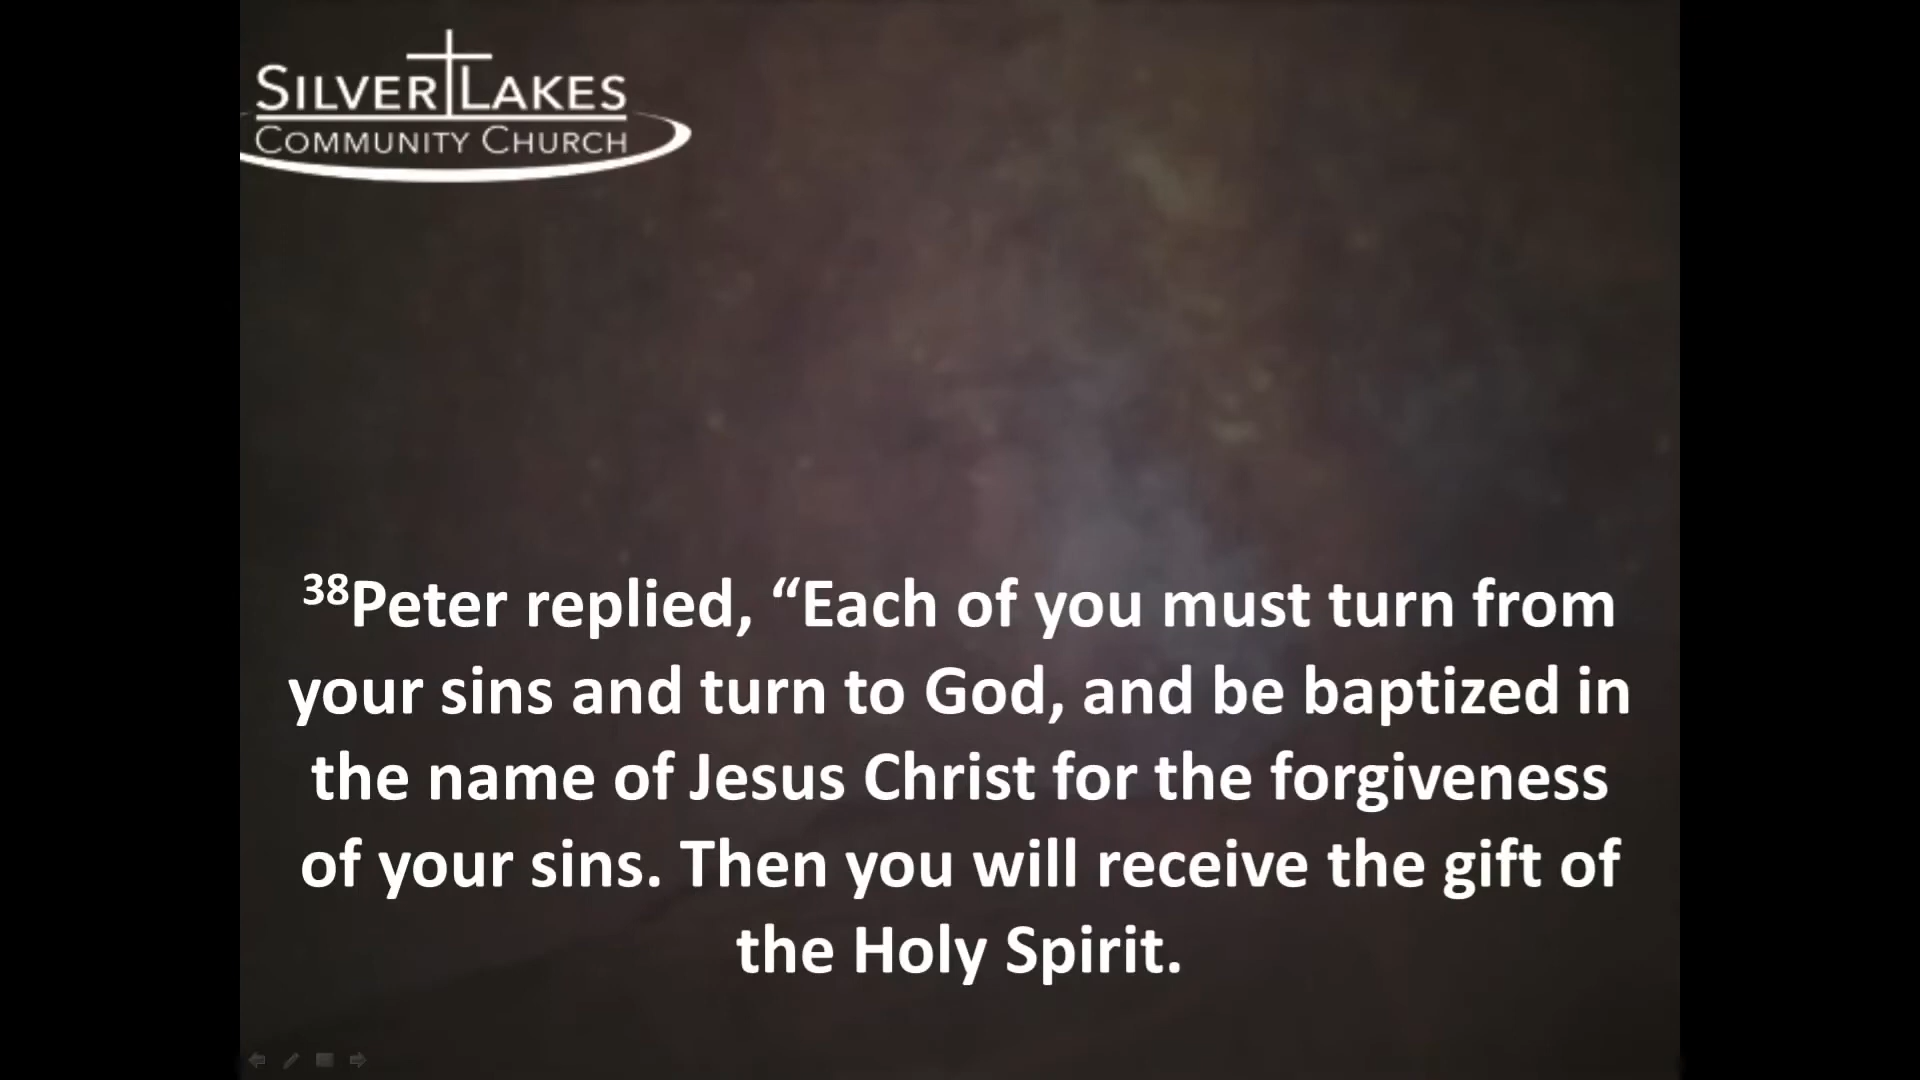 SILVER LAKES
COMMUNITY CHURCH
38Peter replied, “Each of you must turn from
your sins and turn to God, and be baptized in
the name of Jesus Christ for the forgiveness
of your sins. Then you will receive the gift of
the Holy Spirit.